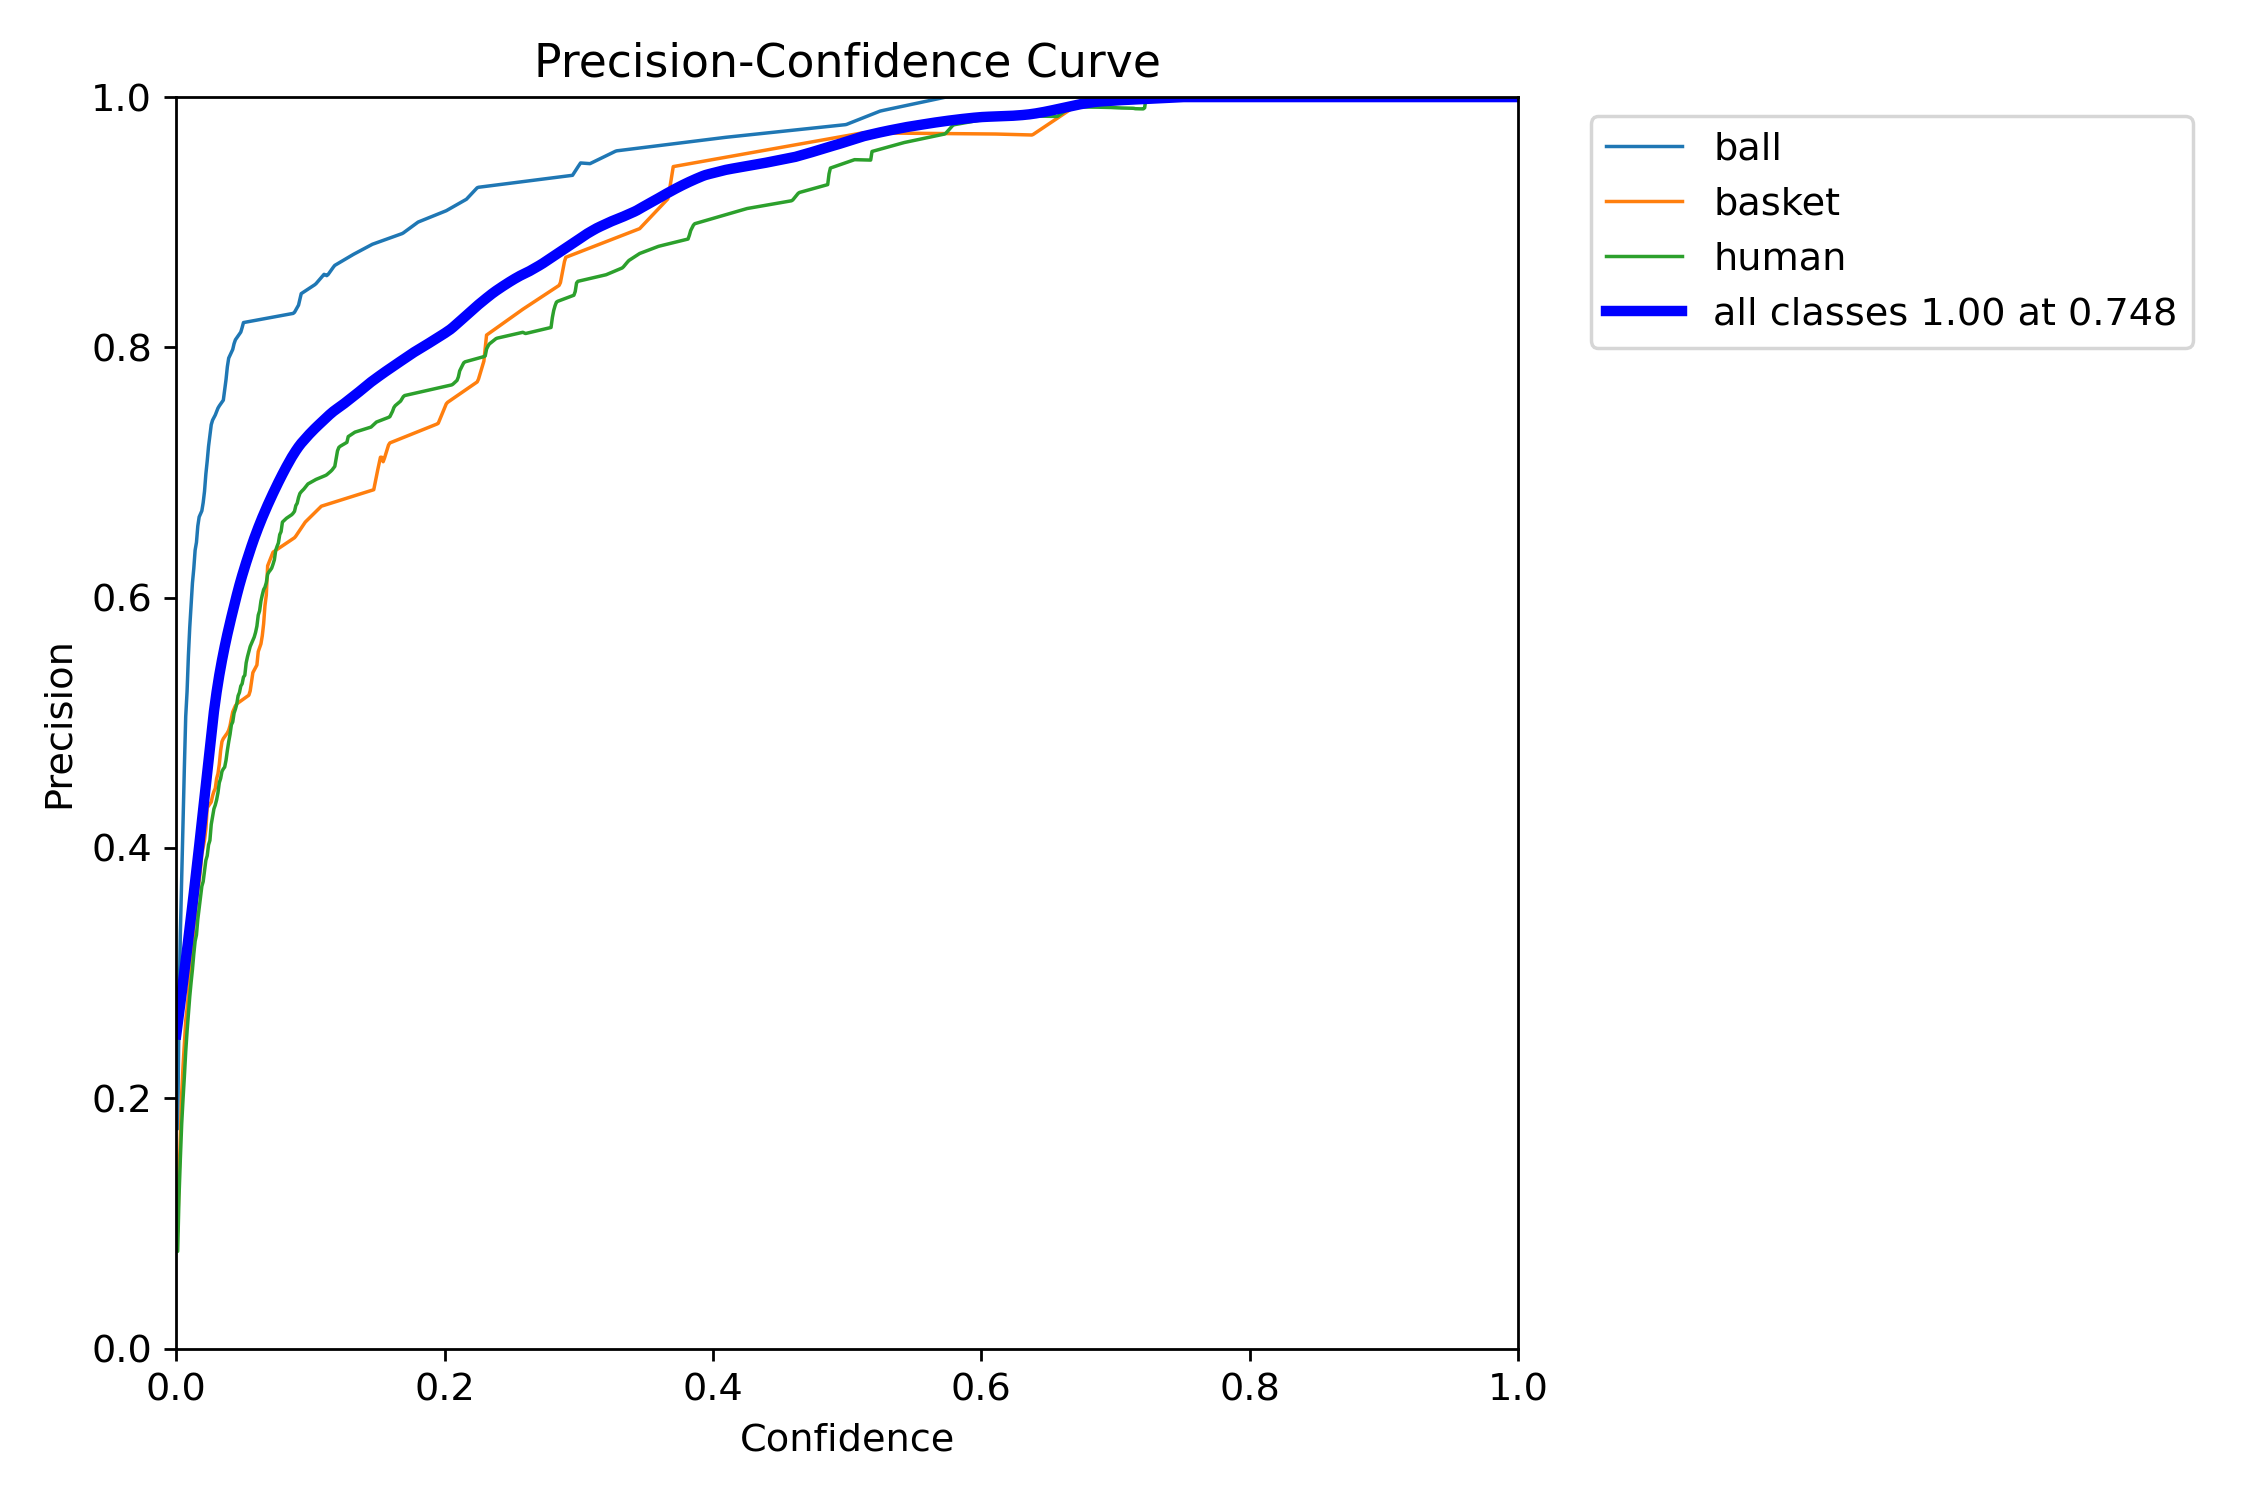 Precision-Confidence Curve
1.0
0.8
0.6
0.4
0.2
0.0
Precision
0.0 0.2 0.4 0.6 0.8 1.0
Confidence
ball
basket
human
all classes 1.00 at 0.748